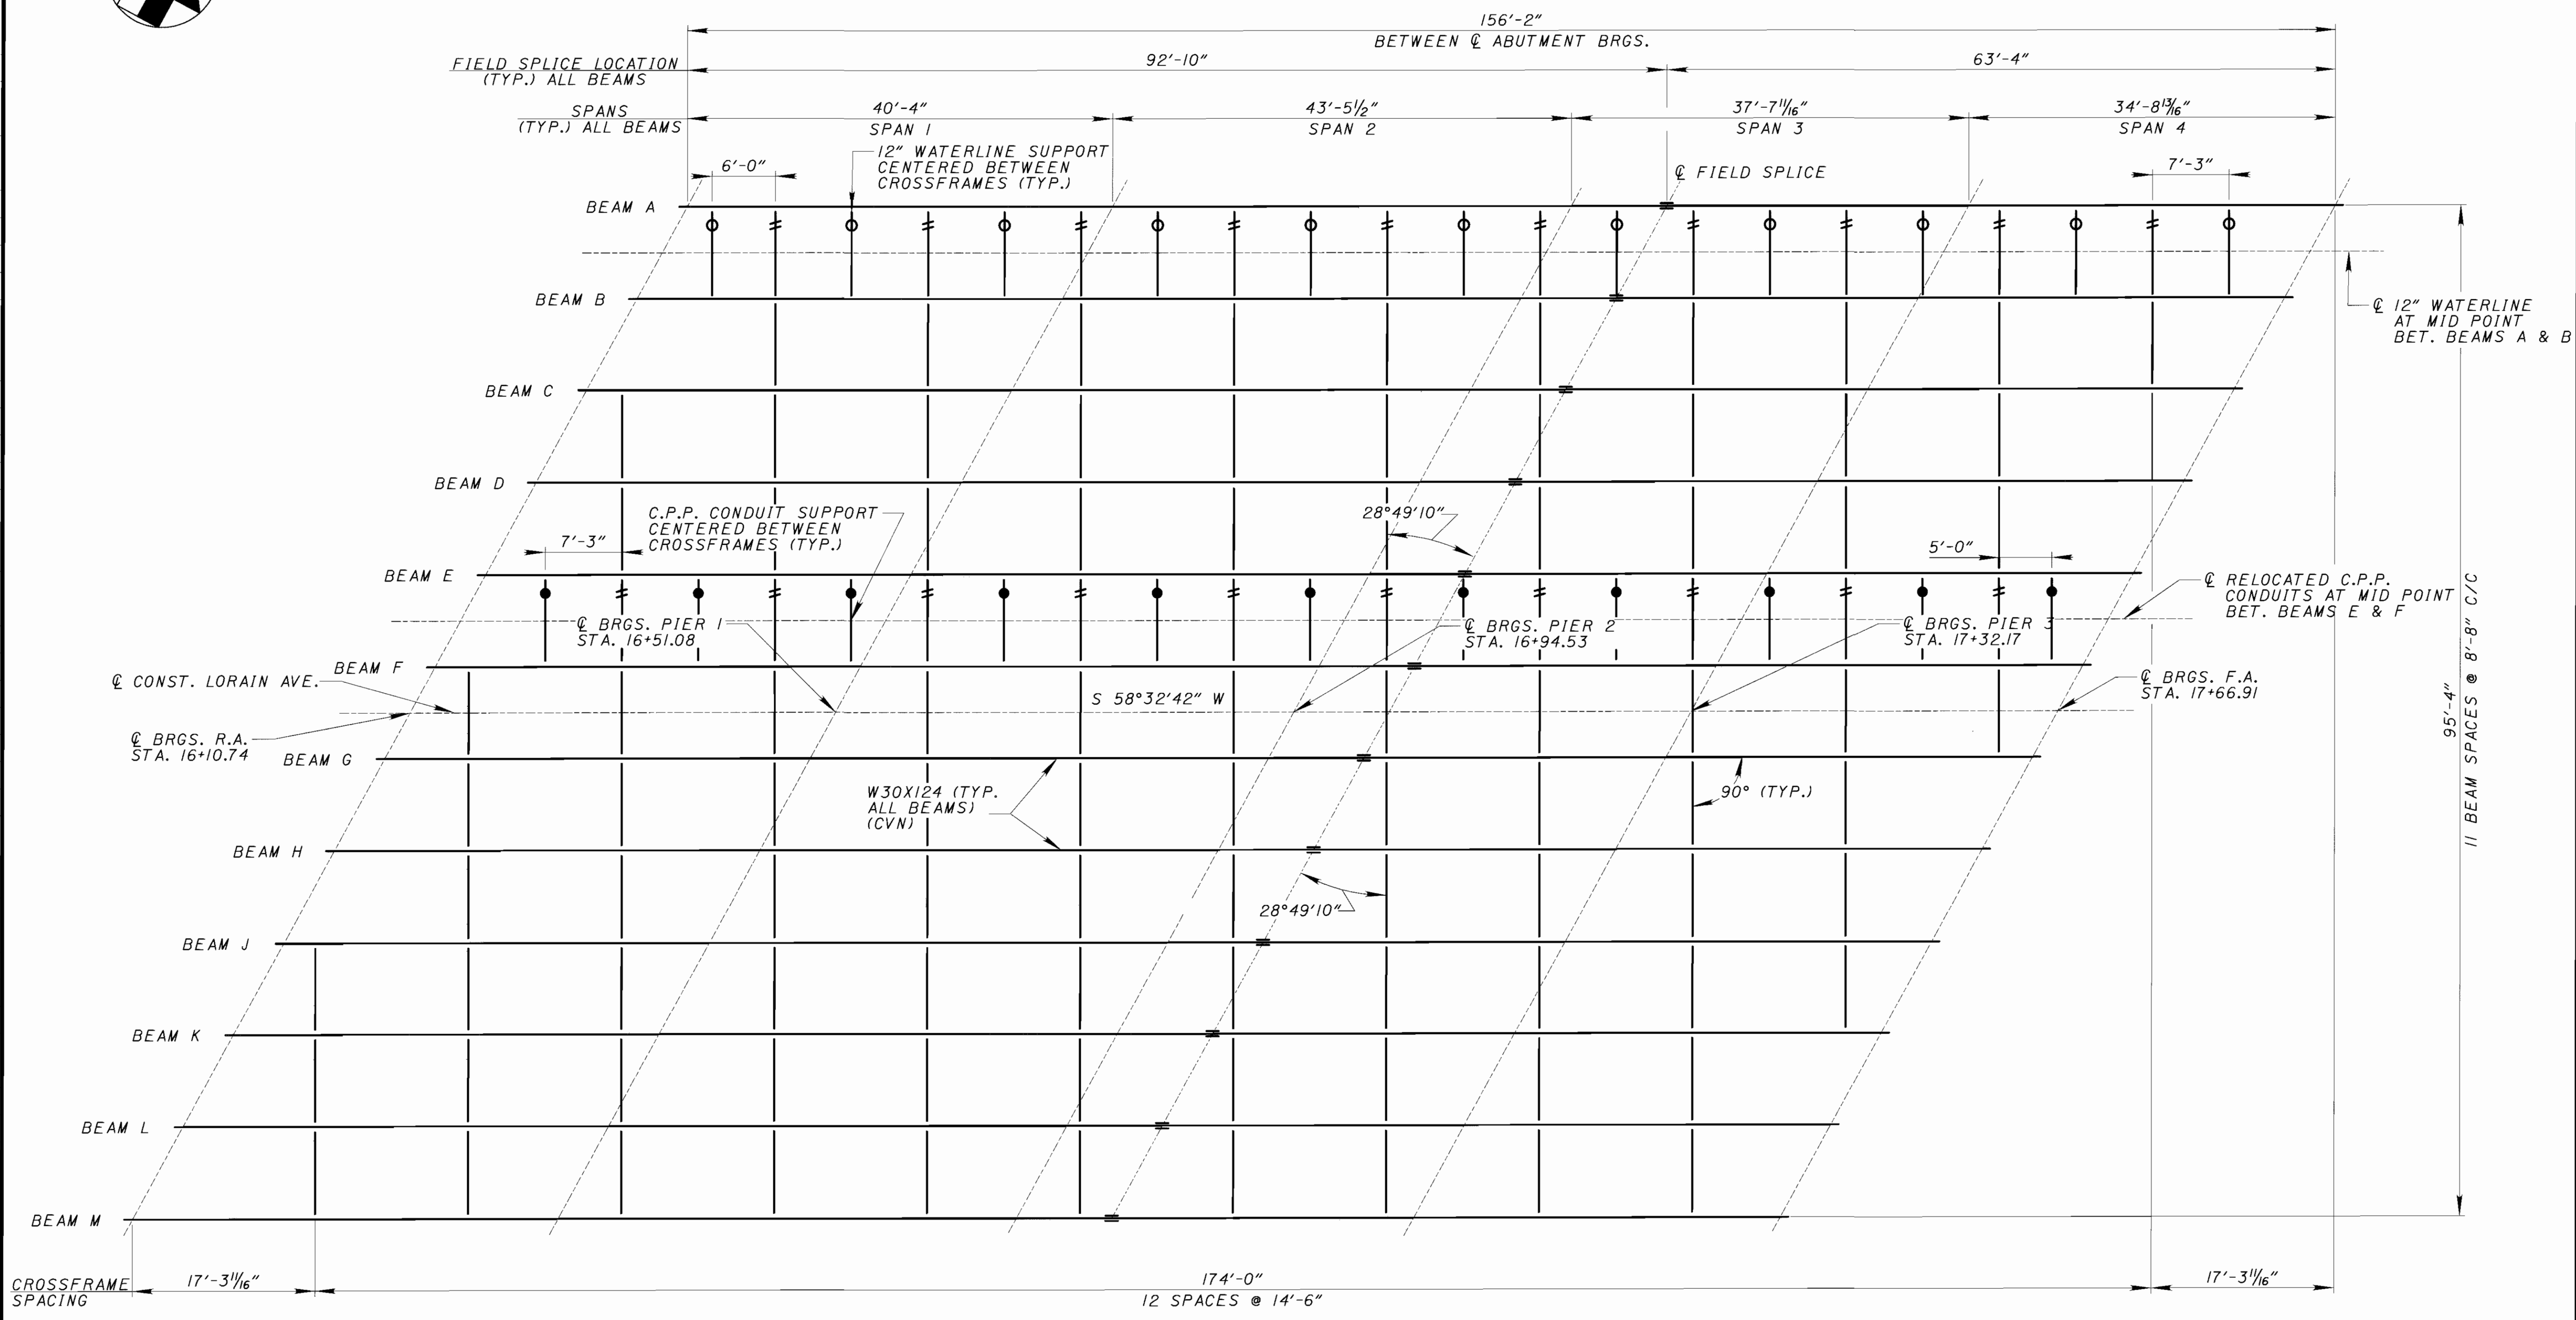 156'-2"
BETWEEN ℄ ABUTMENT BRGS.
FIELD SPLICE LOCATION
(TYP.) ALL BEAMS
92'-10"
63'-4"
SPANS
(TYP.) ALL BEAMS
40'-4"
SPAN 1
43'-5½"
SPAN 2
37'-7 11/16"
SPAN 3
34'-8 13/16"
SPAN 4
6'-0"
12" WATERLINE SUPPORT
CENTERED BETWEEN
CROSSFRAMES (TYP.)
℄ FIELD SPLICE
7'-3"
BEAM A
BEAM B
℄ 12" WATERLINE
AT MID POINT
BET. BEAMS A & B
BEAM C
BEAM D
C.P.P. CONDUIT SUPPORT
CENTERED BETWEEN
CROSSFRAMES (TYP.)
7'-3"
28°49'10"
5'-0"
BEAM E
℄ RELOCATED C.P.P.
CONDUITS AT MID POINT
BET. BEAMS E & F
℄ BRGS. PIER 1
STA. 16+51.08
℄ BRGS. PIER 2
STA. 16+94.53
℄ BRGS. PIER 3
STA. 17+32.17
BEAM F
℄ CONST. LORAIN AVE.
S 58°32'42" W
℄ BRGS. F.A.
STA. 17+66.91
℄ BRGS. R.A.
STA. 16+10.74
BEAM G
95'-4"
11 BEAM SPACES @ 8'-8" C/C
W30X124 (TYP.
ALL BEAMS)
(CVN)
90° (TYP.)
BEAM H
28°49'10"
BEAM J
BEAM K
BEAM L
BEAM M
CROSSFRAME
SPACING
17'-3 11/16"
174'-0"
12 SPACES @ 14'-6"
17'-3 11/16"